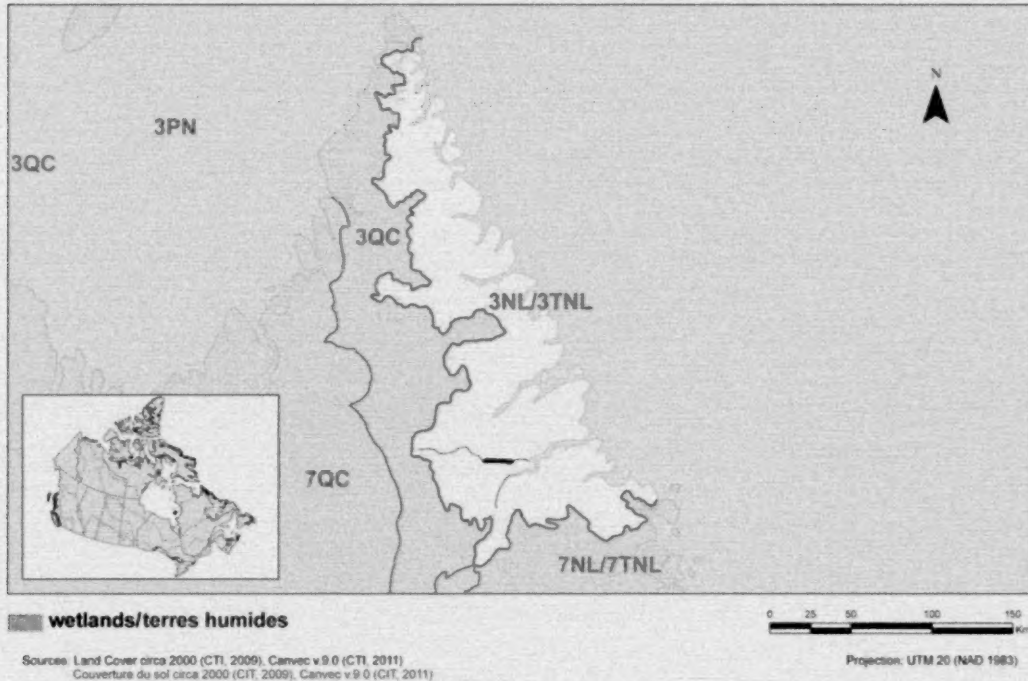 N
3PN
3QC
3QC
3NL/3TNL
7QC
7NL/7TNL
wetlands/terres humides
0 25 50 100 150
Km
Sources: Land Cover circa 2000 (CTI, 2009), Canvec v.9.0 (CTI, 2011)
Couverture du sol circa 2000 (CIT, 2009), Canvec v.9.0 (CIT, 2011)
Projection: UTM 20 (NAD 1983)